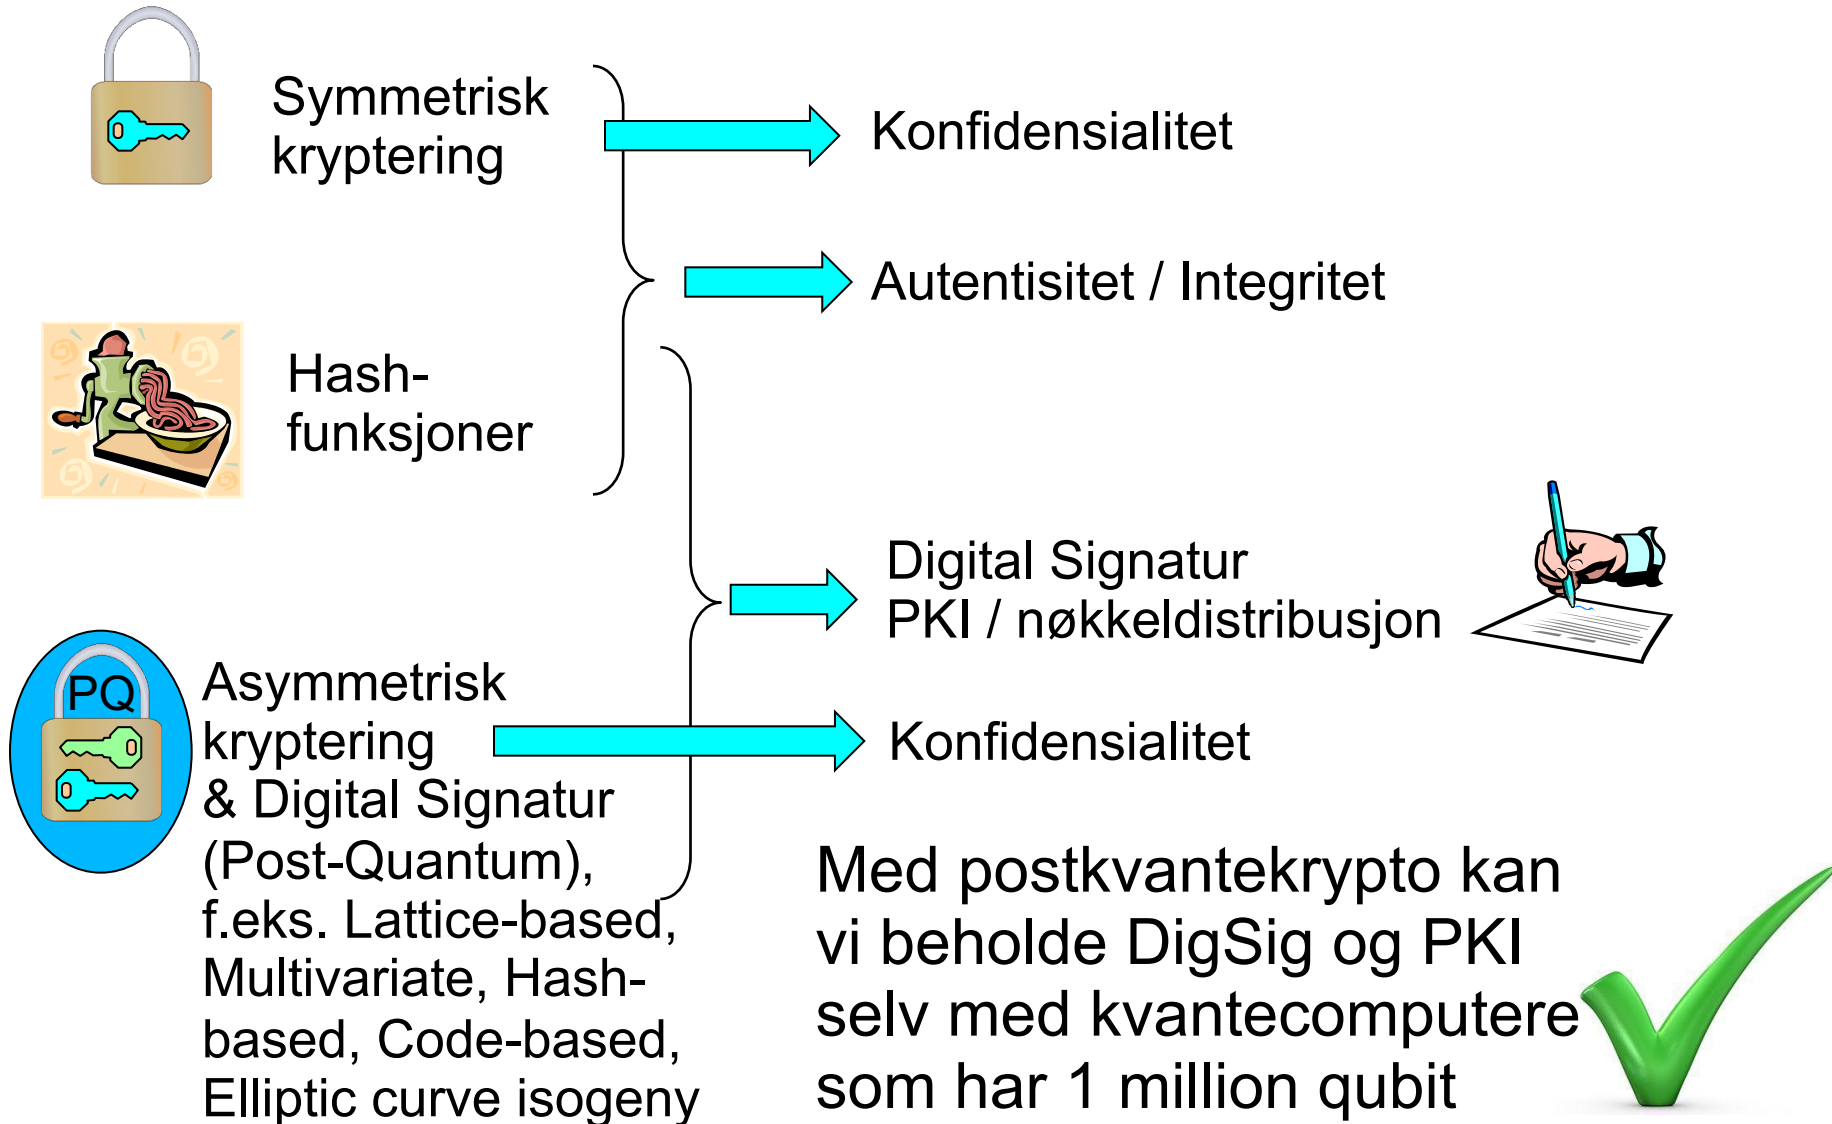 Symmetrisk
kryptering
Konfidensialitet
Autentisitet / Integritet
Hash-
funksjoner
Digital Signatur
PKI / nøkkeldistribusjon
PQ
Asymmetrisk
kryptering
& Digital Signatur
(Post-Quantum),
f.eks. Lattice-based,
Multivariate, Hash-
based, Code-based,
Elliptic curve isogeny
Konfidensialitet
Med postkvantekrypto kan
vi beholde DigSig og PKI
selv med kvantecomputere
som har 1 million qubit